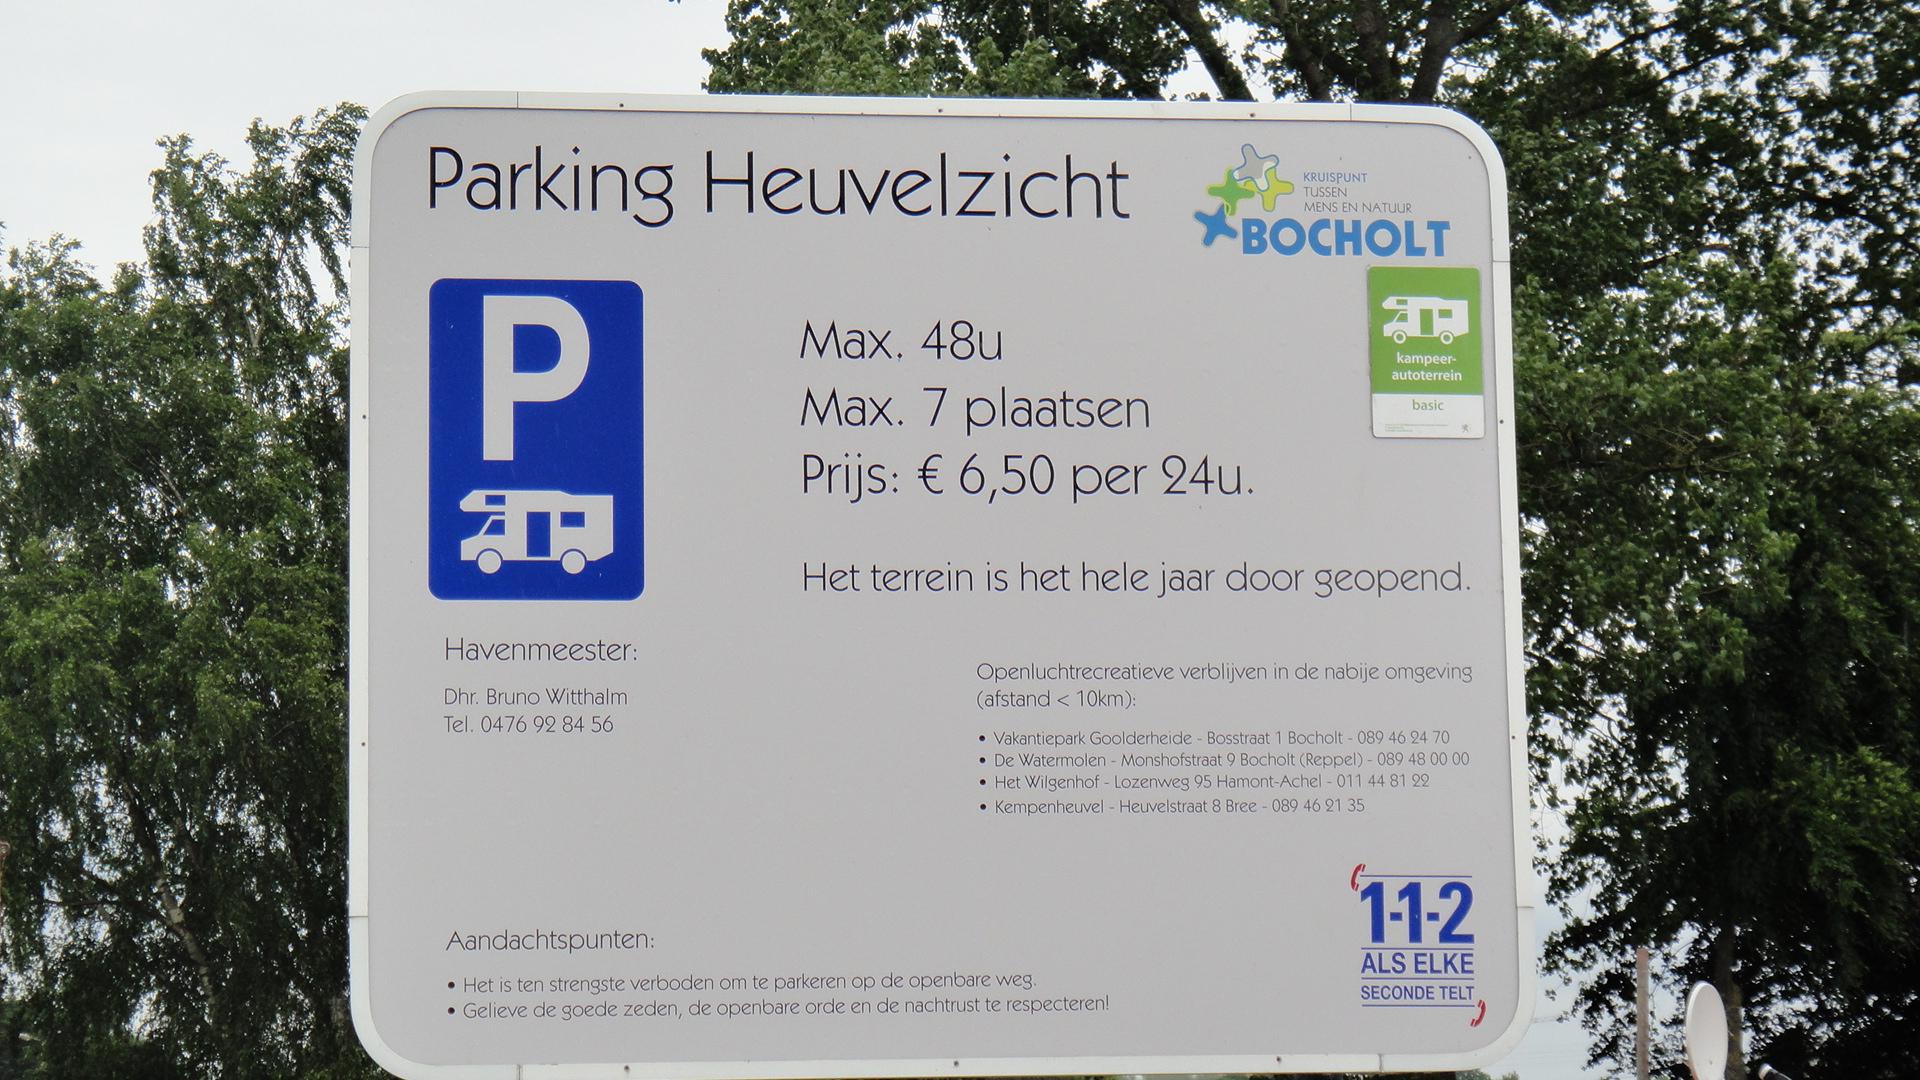 Parking Heuvelzicht
KRUISPUNT
TUSSEN
MENS EN NATUUR
BOCHOLT
P
Max. 48u
Max. 7 plaatsen
Prijs: € 6,50 per 24u.
kampeer-
autoterrein
basic
Het terrein is het hele jaar door geopend.
Havenmeester:
Dhr. Bruno Witthalm
Tel. 0476 92 84 56
Openluchtrecreatieve verblijven in de nabije omgeving
(afstand < 10km):
• Vakantiepark Goolderheide - Bosstraat 1 Bocholt - 089 46 24 70
• De Watermolen - Monshofstraat 9 Bocholt (Reppel) - 089 48 00 00
• Het Wilgenhof - Lozenweg 95 Hamont-Achel - 011 44 81 22
• Kempenheuvel - Heuvelstraat 8 Bree - 089 46 21 35
Aandachtspunten:
• Het is ten strengste verboden om te parkeren op de openbare weg.
• Gelieve de goede zeden, de openbare orde en de nachtrust te respecteren!
1-1-2
ALS ELKE
SECONDE TELT